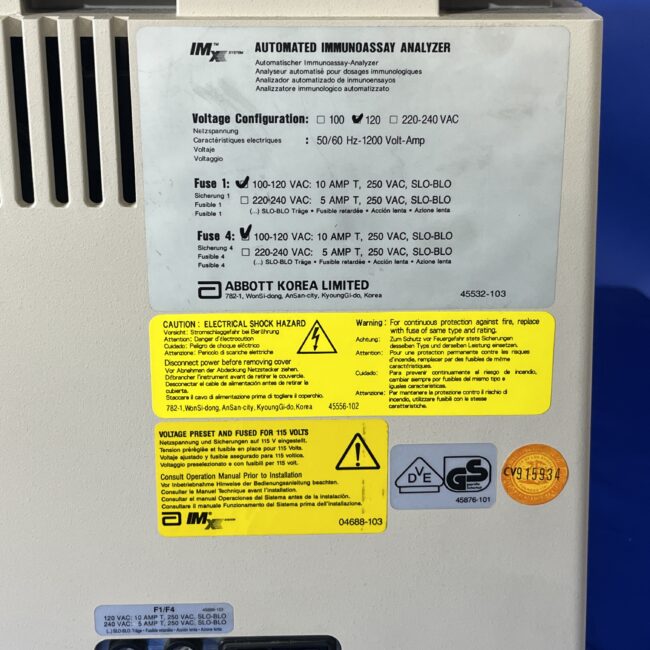 IMx™ SYSTEM AUTOMATED IMMUNOASSAY ANALYZER
Automatischer Immunoassay-Analyzer
Analyseur automatisé pour dosages immunologiques
Analizador automatizado de inmunoensayos
Analizzatore immunologico automatizzato
Voltage Configuration: 100 120 220-240 VAC
Netzspannung
Caractéristiques electriques : 50/60 Hz-1200 Volt-Amp
Voltaje
Voltaggio
Fuse 1: 100-120 VAC: 10 AMP T, 250 VAC, SLO-BLO
Sicherung 1
Fusible 1 220-240 VAC: 5 AMP T, 250 VAC, SLO-BLO
Fusible 1 (...) SLO-BLO Träge • Fusible retardée • Acción lenta • Azione lenta
Fuse 4: 100-120 VAC: 10 AMP T, 250 VAC, SLO-BLO
Sicherung 4
Fusible 4 220-240 VAC: 5 AMP T, 250 VAC, SLO-BLO
Fusible 4 (...) SLO-BLO Träge • Fusible retardée • Acción lenta • Azione lenta
ABBOTT KOREA LIMITED
782-1, WonSi-dong, AnSan-city, KyoungGi-do, Korea 45532-103
CAUTION : ELECTRICAL SHOCK HAZARD
Vorsicht: Stromschlaggefahr bei Berührung
Attention: Danger d'électrocution
Cuidado: Peligro de choque eléctrico
Attenzione: Pericolo di scariche elettriche
Disconnect power before removing cover
Vor Abnehmen der Abdeckung Netzstecker ziehen
Débrancher l'instrument avant de retirer le couvercle.
Desconectar el cable de alimentación antes de retirar la
cubierta.
Staccare il cavo di alimentazione prima di togliere il coperchio.
782-1, WonSi-dong, AnSan-city, KyoungGi-do, Korea 45556-102
Warning : For continuous protection against fire, replace
with fuse of same type and rating.
Achtung: Zum Schutz vor Feuergefahr stets Sicherungen
desselben Type und derselben Leistung einsetzen.
Attention: Pour une protection permanente contre les risques
d'incendie, remplacer par des fusibles de même
caractéristiques.
Cuidado: Para prevenir continuamente el riesgo de incendio,
cambiar siempre por fusibles del mismo tipo e
iguales características.
Attenzione: Per mantenere la protezione contro il rischio di
incendio, utilizzare fusibili con le stesse
caratteristiche.
VOLTAGE PRESET AND FUSED FOR 115 VOLTS
Netzspannung und Sicherungen auf 115 V eingestellt.
Tension préréglée et fusible en place pour 115 Volts.
Voltaje ajustado y fusible asegurado para 115 voltios.
Voltaggio preselezionato e con fusibili per 115 volt.
Consult Operation Manual Prior to Installation
Vor Inbetriebnahme Hinweise der Bedienungsanleitung beachten.
Consulter le Manuel Technique avant l'installation.
Consultar el manual Operaciones del Sistema antes de la instalación.
Consultare il manuale Funzionamento del Sistema prima dell'installazione.
IMx SYSTEM 04688-103
DVE GS
45876-101
CV915934
F1/F4
120 VAC: 10 AMP T, 250 VAC, SLO-BLO
240 VAC: 5 AMP T, 250 VAC, SLO-BLO
(...) SLO-BLO Träge • Fusible retardée • Acción lenta • Azione lenta